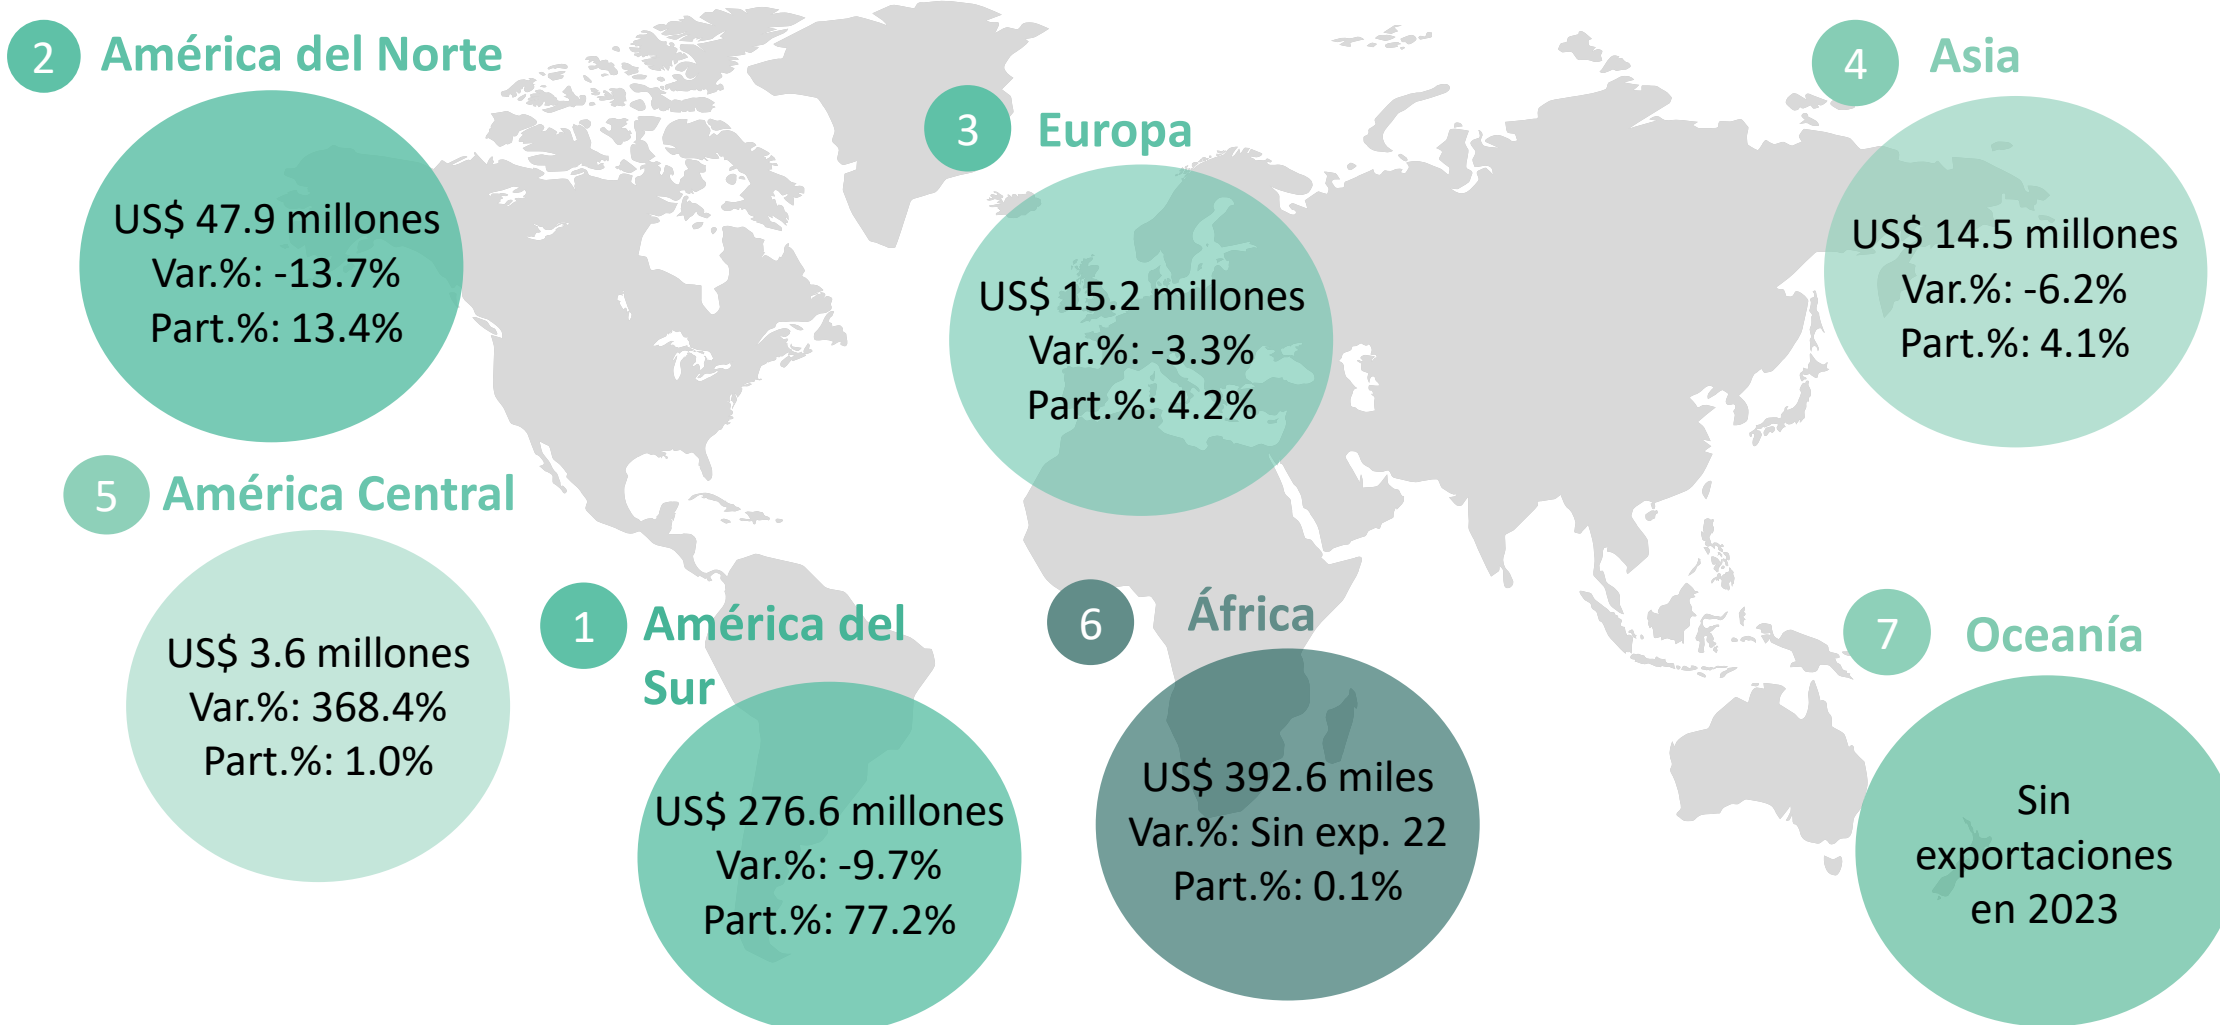 2
América del Norte
US$ 47.9 millones
Var.%: -13.7%
Part.%: 13.4%
3
Europa
US$ 15.2 millones
Var.%: -3.3%
Part.%: 4.2%
4
Asia
US$ 14.5 millones
Var.%: -6.2%
Part.%: 4.1%
5
América Central
US$ 3.6 millones
Var.%: 368.4%
Part.%: 1.0%
1
América del
Sur
US$ 276.6 millones
Var.%: -9.7%
Part.%: 77.2%
6
África
US$ 392.6 miles
Var.%: Sin exp. 22
Part.%: 0.1%
7
Oceanía
Sin
exportaciones
en 2023